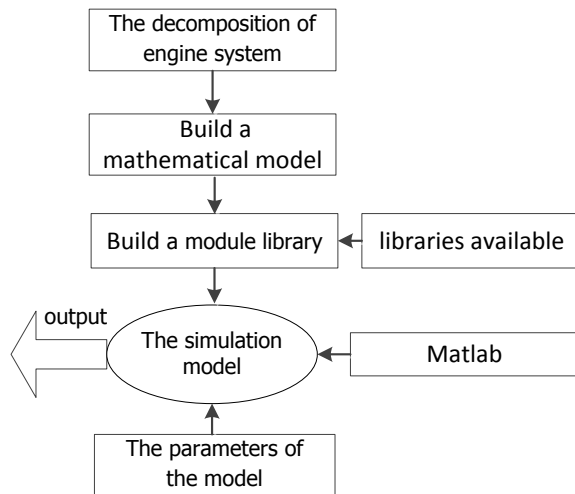 The decomposition of
engine system
Build a
mathematical model
Build a module library
libraries available
output
The simulation
model
Matlab
The parameters of
the model